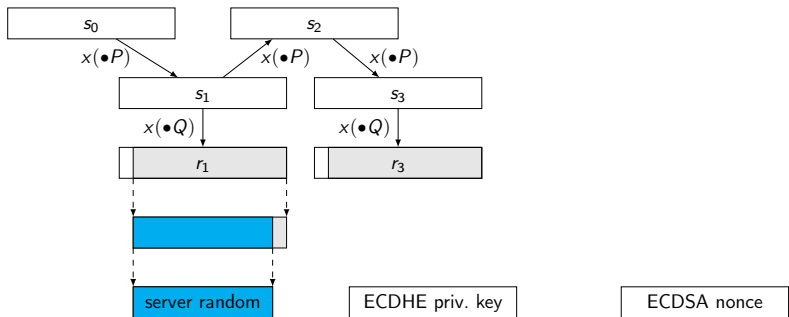 s₀
s₂
x(•P)
x(•P)
x(•P)
s₁
s₃
x(•Q)
x(•Q)
r₁
r₃
server random
ECDHE priv. key
ECDSA nonce